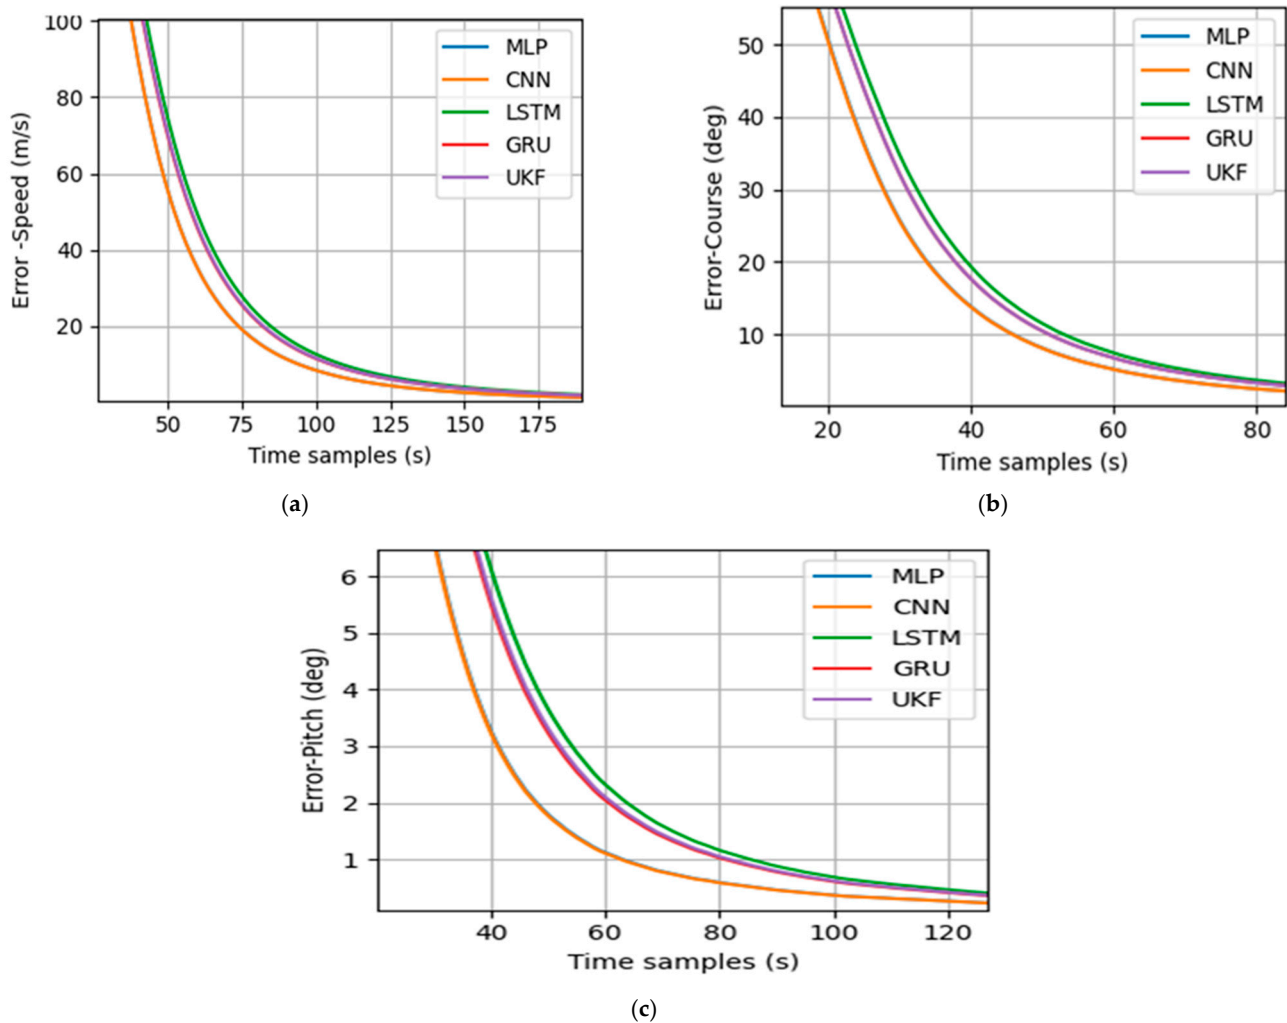 100
80
60
40
20
Error -Speed (m/s)
50 75 100 125 150 175
Time samples (s)
MLP
CNN
LSTM
GRU
UKF
(a)
50
40
30
20
10
Error-Course (deg)
20 40 60 80
Time samples (s)
MLP
CNN
LSTM
GRU
UKF
(b)
6
5
4
3
2
1
Error-Pitch (deg)
40 60 80 100 120
Time samples (s)
MLP
CNN
LSTM
GRU
UKF
(c)